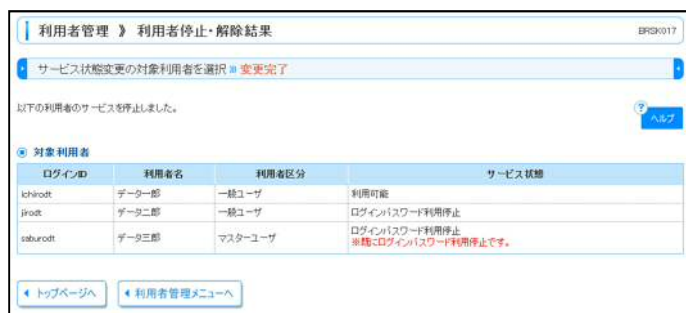 利用者管理 》 利用者停止・解除結果
BRSK017
サービス状態変更の対象利用者を選択 » 変更完了
以下の利用者のサービスを停止しました。
? ヘルプ
対象利用者
ログインID 利用者名 利用者区分 サービス状態
ichirodt データ一郎 一般ユーザ 利用可能
jirodt データ二郎 一般ユーザ ログインパスワード利用停止
saburodt データ三郎 マスターユーザ ログインパスワード利用停止
※既にログインパスワード利用停止です。
トップページへ 利用者管理メニューへ